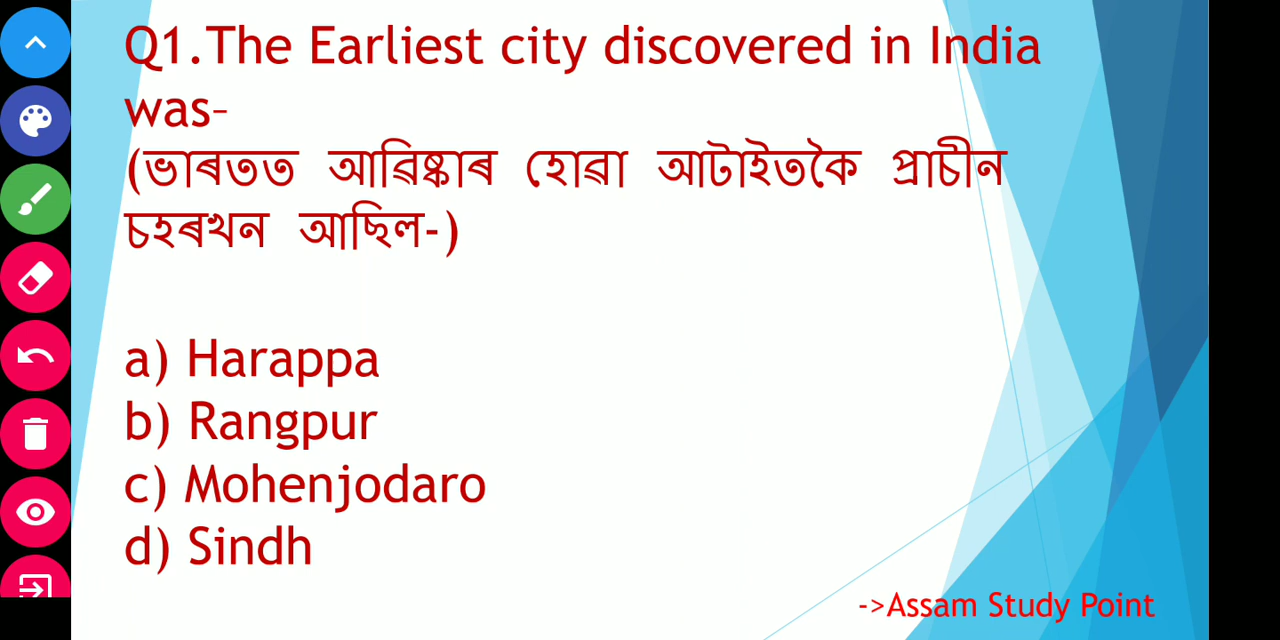 Q1.The Earliest city discovered in India
was–
(ভাৰতত আৱিষ্কাৰ হোৱা আটাইতকৈ প্ৰাচীন
চহৰখন আছিল-)
a) Harappa
b) Rangpur
c) Mohenjodaro
d) Sindh
->Assam Study Point